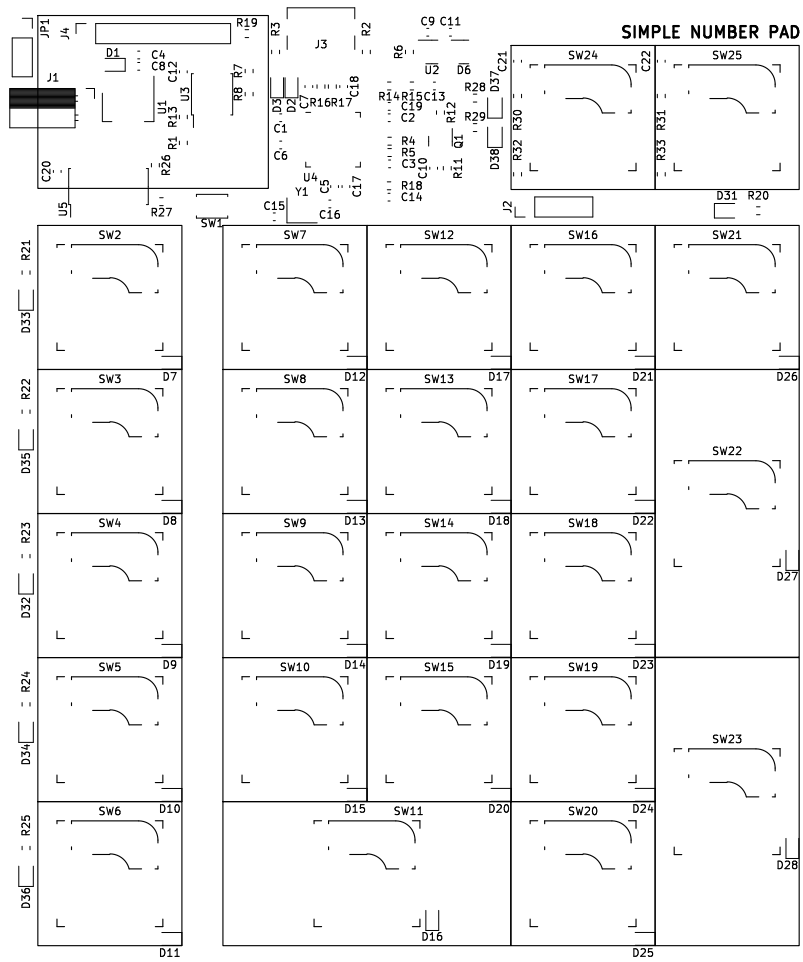 SIMPLE NUMBER PAD
JP1
J4
R19
R3
J3
R2
C9
C11
D1
C4
C8
C12
R7
R6
U2
D6
D37
C21
SW24
C22
SW25
J1
U1
U3
R13
R8
D3
D2
C7
R16
R17
C18
R14
R15
C13
R28
C19
C2
R12
R29
R30
R31
R1
C1
C6
R4
R5
C3
Q1
D38
R32
R33
C20
R26
U4
Y1
C5
C17
C10
R11
R18
C14
U5
R27
SW1
C15
C16
J2
D31
R20
R21
SW2
SW7
SW12
SW16
SW21
D33
D7
D12
D17
D21
D26
R22
SW3
SW8
SW13
SW17
D35
SW22
D8
D13
D18
D22
R23
SW4
SW9
SW14
SW18
D32
D27
D9
D14
D19
D23
R24
SW5
SW10
SW15
SW19
D34
SW23
D10
D15
D20
D24
R25
SW6
SW11
SW20
D36
D28
D11
D16
D25